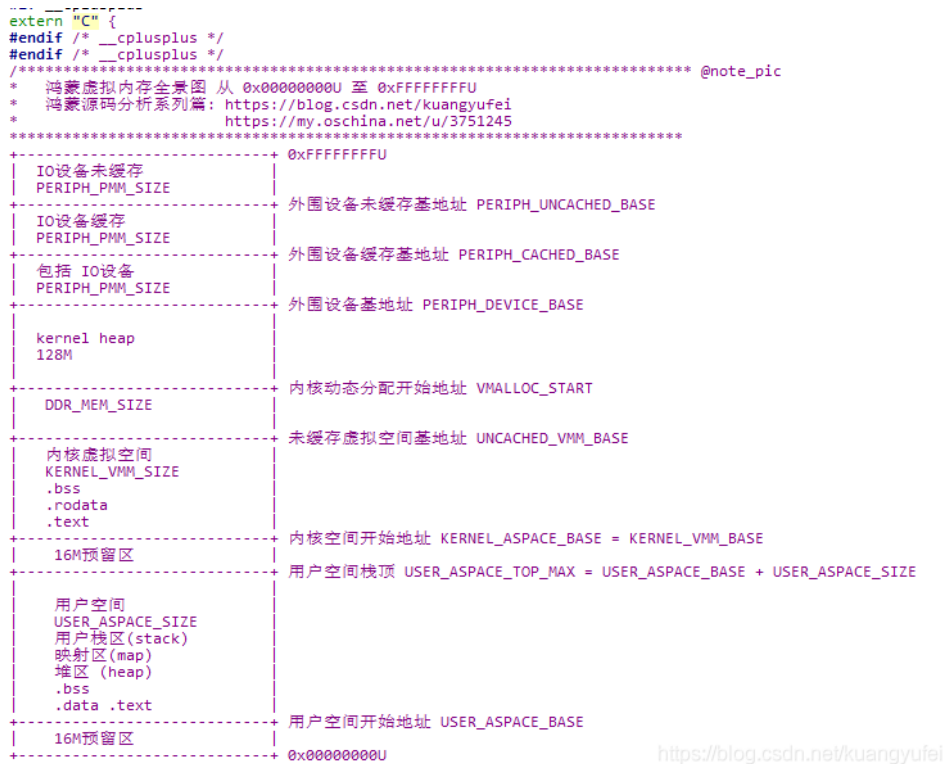 extern "C" {
#endif /* __cplusplus */
#endif /* __cplusplus */
/*************************************************************************** @note_pic
* 鸿蒙虚拟内存全景图 从 0x00000000U 至 0xFFFFFFFFU
* 鸿蒙源码分析系列篇: https://blog.csdn.net/kuangyufei
* https://my.oschina.net/u/3751245
***************************************************************************
+----------------------------+ 0xFFFFFFFFU
| IO设备未缓存 |
| PERIPH_PMM_SIZE |
+----------------------------+ 外围设备未缓存基地址 PERIPH_UNCACHED_BASE
| IO设备缓存 |
| PERIPH_PMM_SIZE |
+----------------------------+ 外围设备缓存基地址 PERIPH_CACHED_BASE
| 包括 IO设备 |
| PERIPH_PMM_SIZE |
+----------------------------+ 外围设备基地址 PERIPH_DEVICE_BASE
| |
| kernel heap |
| 128M |
| |
+----------------------------+ 内核动态分配开始地址 VMALLOC_START
| DDR_MEM_SIZE |
| |
+----------------------------+ 未缓存虚拟空间基地址 UNCACHED_VMM_BASE
| 内核虚拟空间 |
| KERNEL_VMM_SIZE |
| .bss |
| .rodata |
| .text |
+----------------------------+ 内核空间开始地址 KERNEL_ASPACE_BASE = KERNEL_VMM_BASE
| 16M预留区 |
+----------------------------+ 用户空间栈顶 USER_ASPACE_TOP_MAX = USER_ASPACE_BASE + USER_ASPACE_SIZE
| |
| 用户空间 |
| USER_ASPACE_SIZE |
| 用户栈区(stack) |
| 映射区(map) |
| 堆区 (heap) |
| .bss |
| .data .text |
+----------------------------+ 用户空间开始地址 USER_ASPACE_BASE
| 16M预留区 |
+----------------------------+ 0x00000000U
https://blog.csdn.net/kuangyufei